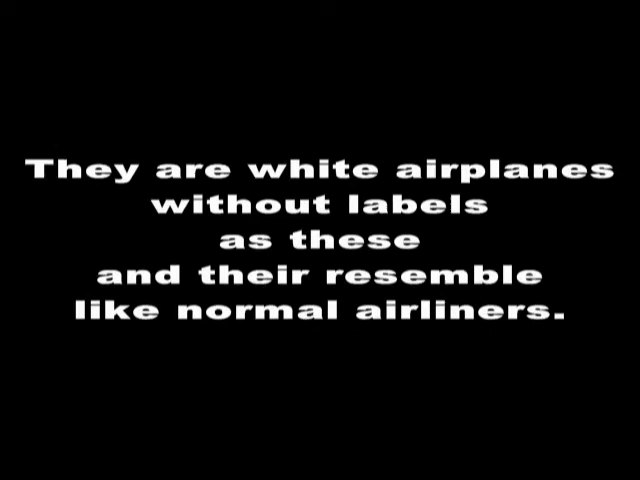 They are white airplanes
without labels
as these
and their resemble
like normal airliners.